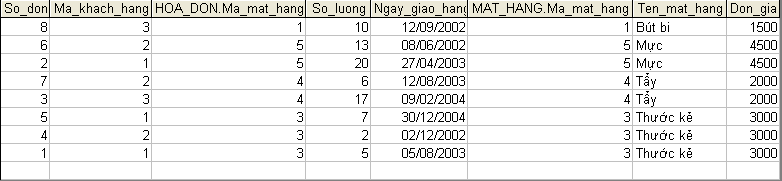 So_don Ma_khach_hang HOA_DON.Ma_mat_hang So_luong Ngay_giao_hang MAT_HANG.Ma_mat_hang Ten_mat_hang Don_gia
8 3 1 10 12/09/2002 1 Bút bi 1500
6 2 5 13 08/06/2002 5 Mực 4500
2 1 5 20 27/04/2003 5 Mực 4500
7 2 4 6 12/08/2003 4 Tẩy 2000
3 3 4 17 09/02/2004 4 Tẩy 2000
5 1 3 7 30/12/2004 3 Thước kẻ 3000
4 2 3 2 02/12/2002 3 Thước kẻ 3000
1 1 3 5 05/08/2003 3 Thước kẻ 3000